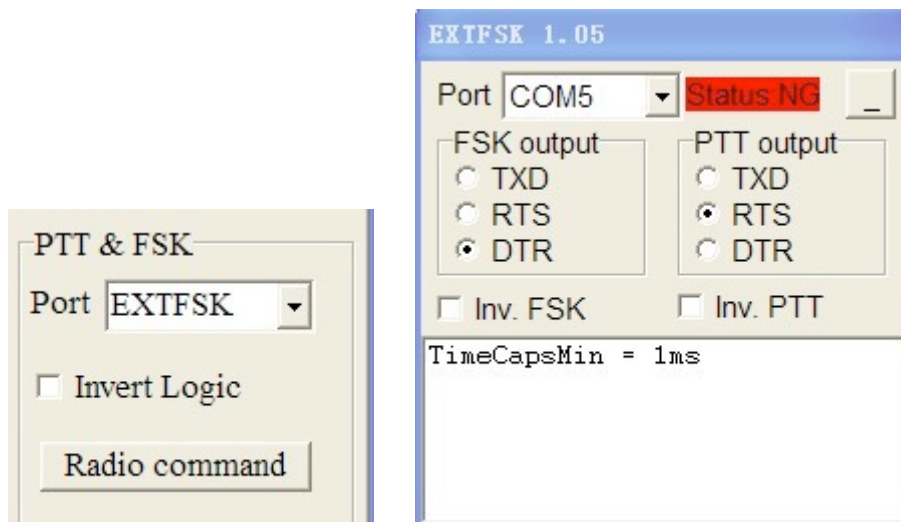 PTT & FSK
Port EXTFSK
Invert Logic
Radio command
EXTFSK 1.05
Port COM5 Status:NG _
FSK output PTT output
TXD TXD
RTS RTS
DTR DTR
Inv. FSK Inv. PTT
TimeCapsMin = 1ms